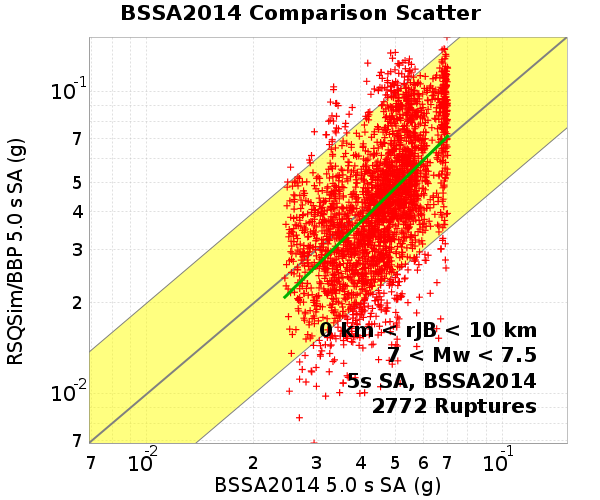 BSSA2014 Comparison Scatter
RSQSim/BBP 5.0 s SA (g)
10-1
7
5
4
3
2
10-2
7
0 km < rJB < 10 km
7 < Mw < 7.5
5s SA, BSSA2014
2772 Ruptures
7 10-2 2 3 4 5 6 7 10-1
BSSA2014 5.0 s SA (g)